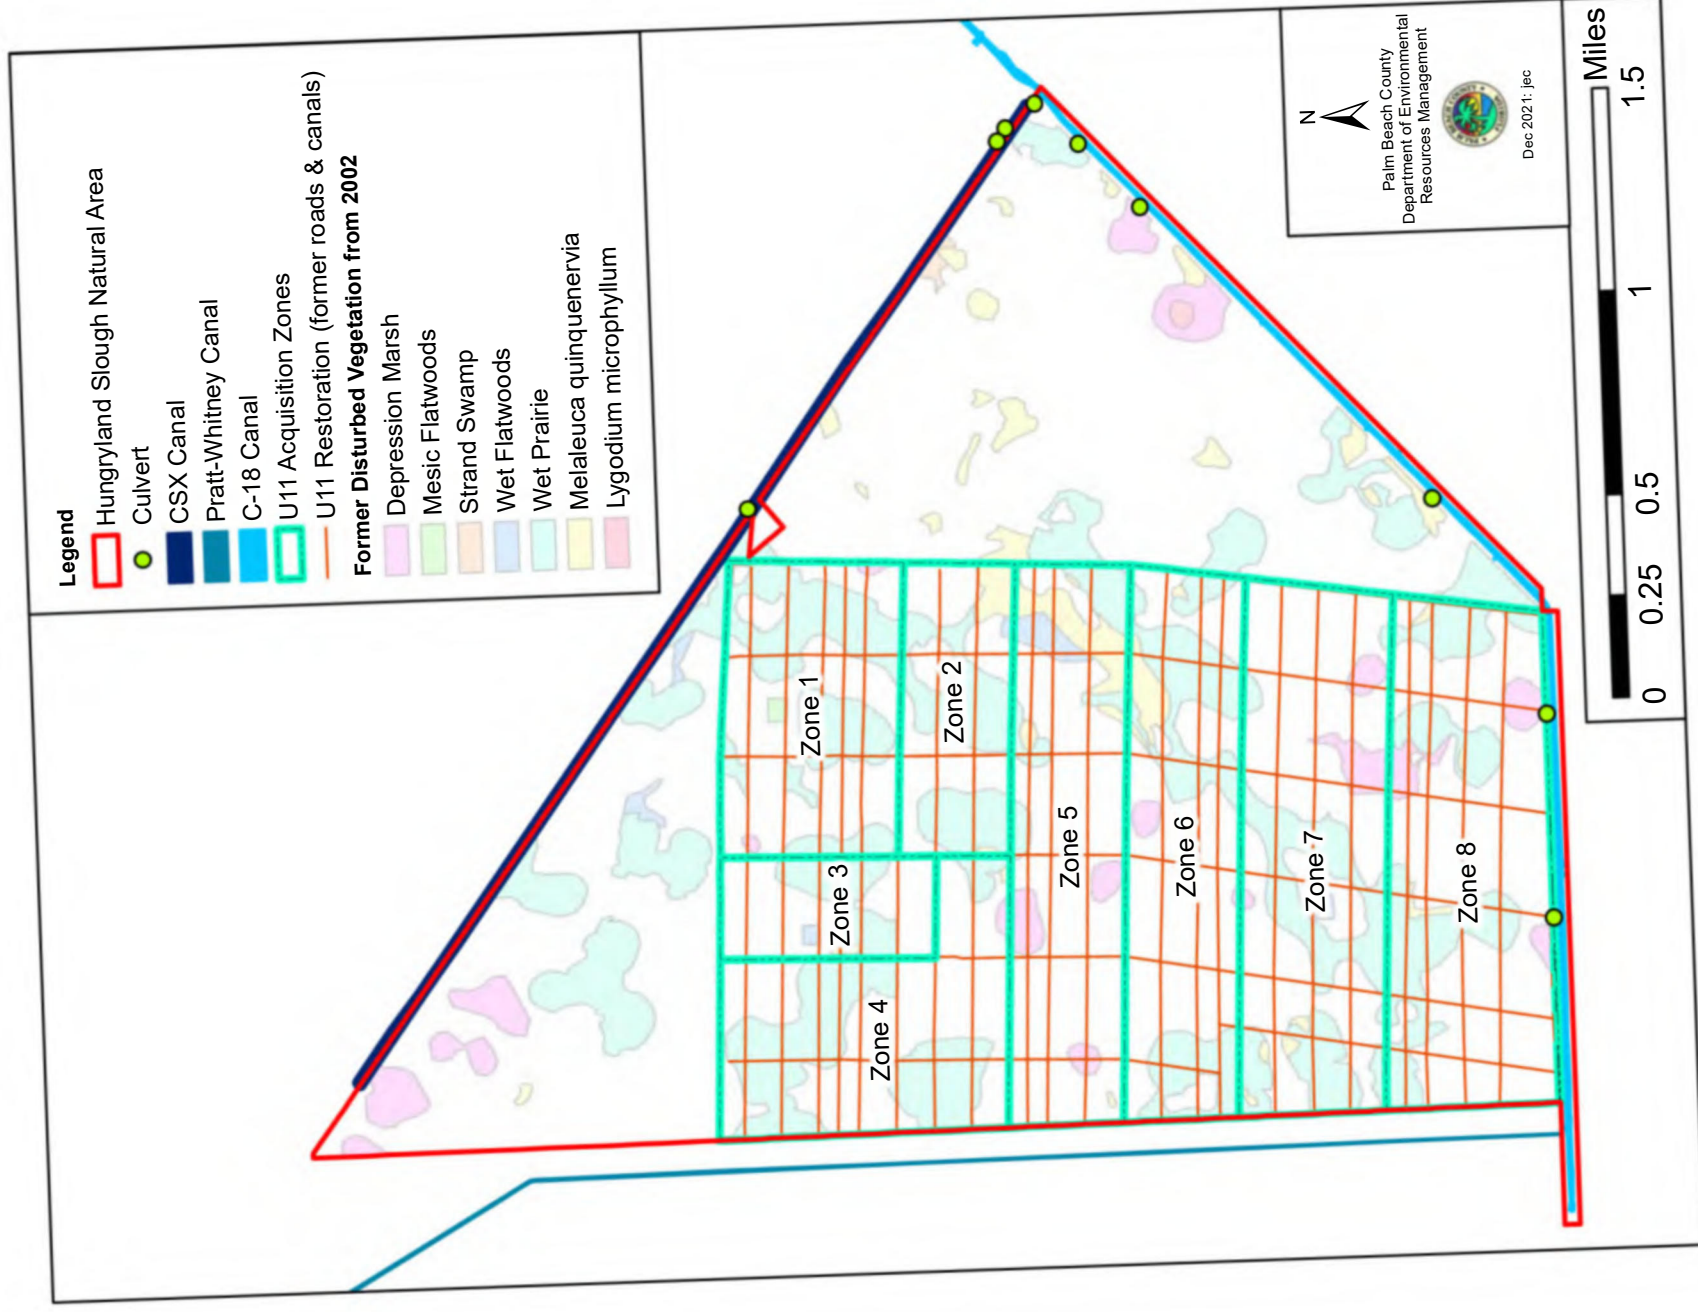 Legend
Hungryland Slough Natural Area
Culvert
CSX Canal
Pratt-Whitney Canal
C-18 Canal
U11 Acquisition Zones
U11 Restoration (former roads & canals)
Former Disturbed Vegetation from 2002
Depression Marsh
Mesic Flatwoods
Strand Swamp
Wet Flatwoods
Wet Prairie
Melaleuca quinquenervia
Lygodium microphyllum
Zone 1
Zone 2
Zone 3
Zone 4
Zone 5
Zone 6
Zone 7
Zone 8
N
Palm Beach County
Department of Environmental
Resources Management
Dec 2021: jec
Miles
0 0.25 0.5 1 1.5